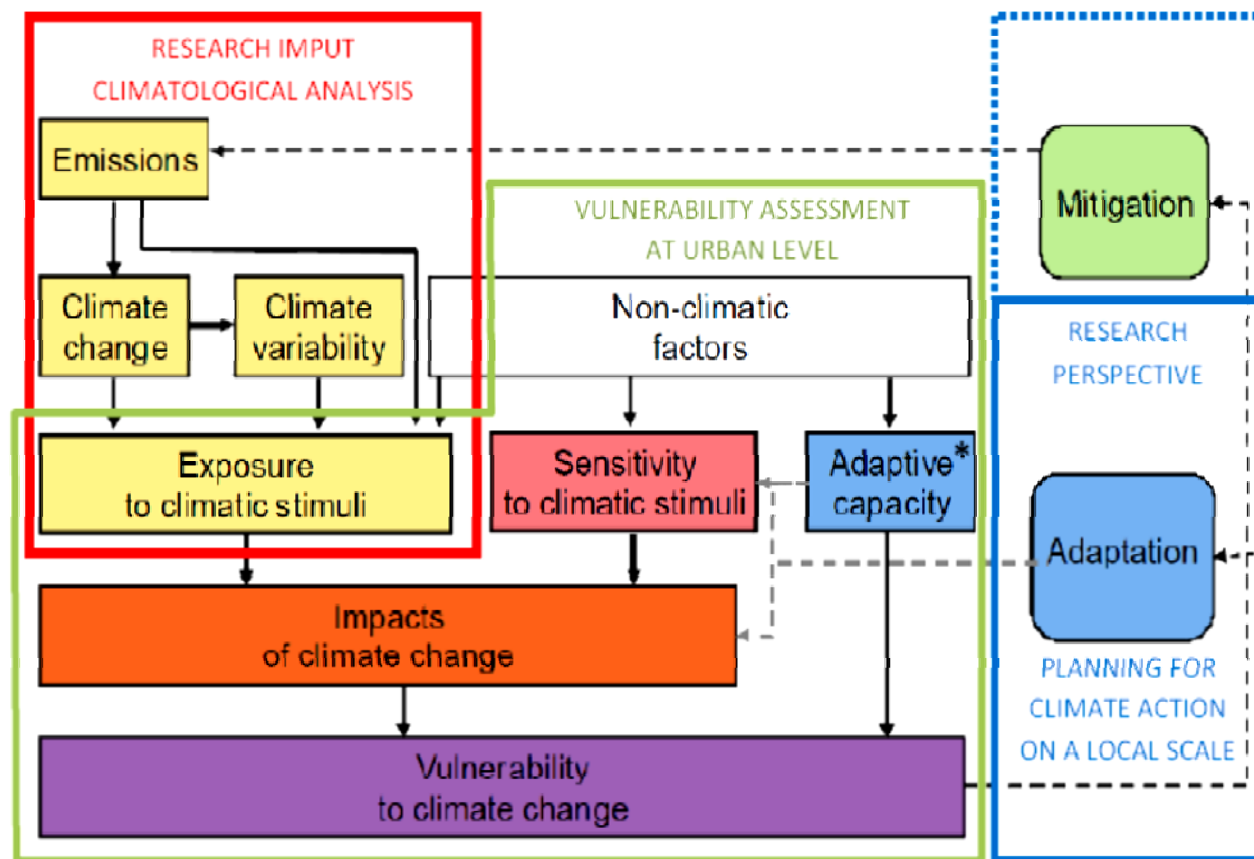 RESEARCH IMPUT
CLIMATOLOGICAL ANALYSIS
Emissions
Mitigation
VULNERABILITY ASSESSMENT
AT URBAN LEVEL
Climate
change
Climate
variability
Non-climatic
factors
RESEARCH
PERSPECTIVE
Exposure
to climatic stimuli
Sensitivity
to climatic stimuli
Adaptive*
capacity
Adaptation
Impacts
of climate change
PLANNING FOR
CLIMATE ACTION
ON A LOCAL SCALE
Vulnerability
to climate change